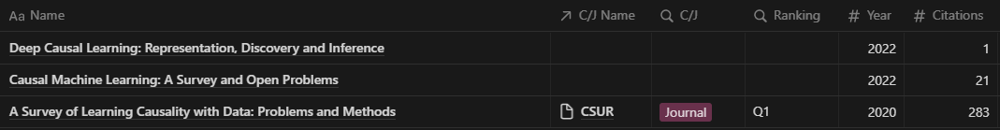 Aa Name C/J Name C/J Ranking # Year # Citations
Deep Causal Learning: Representation, Discovery and Inference 2022 1
Causal Machine Learning: A Survey and Open Problems 2022 21
A Survey of Learning Causality with Data: Problems and Methods CSUR Journal Q1 2020 283